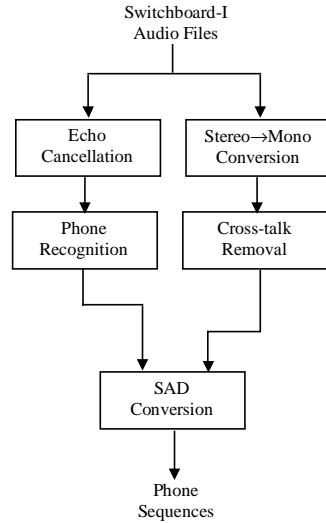 Switchboard-I
Audio Files
Echo
Cancellation
Stereo→Mono
Conversion
Phone
Recognition
Cross-talk
Removal
SAD
Conversion
Phone
Sequences